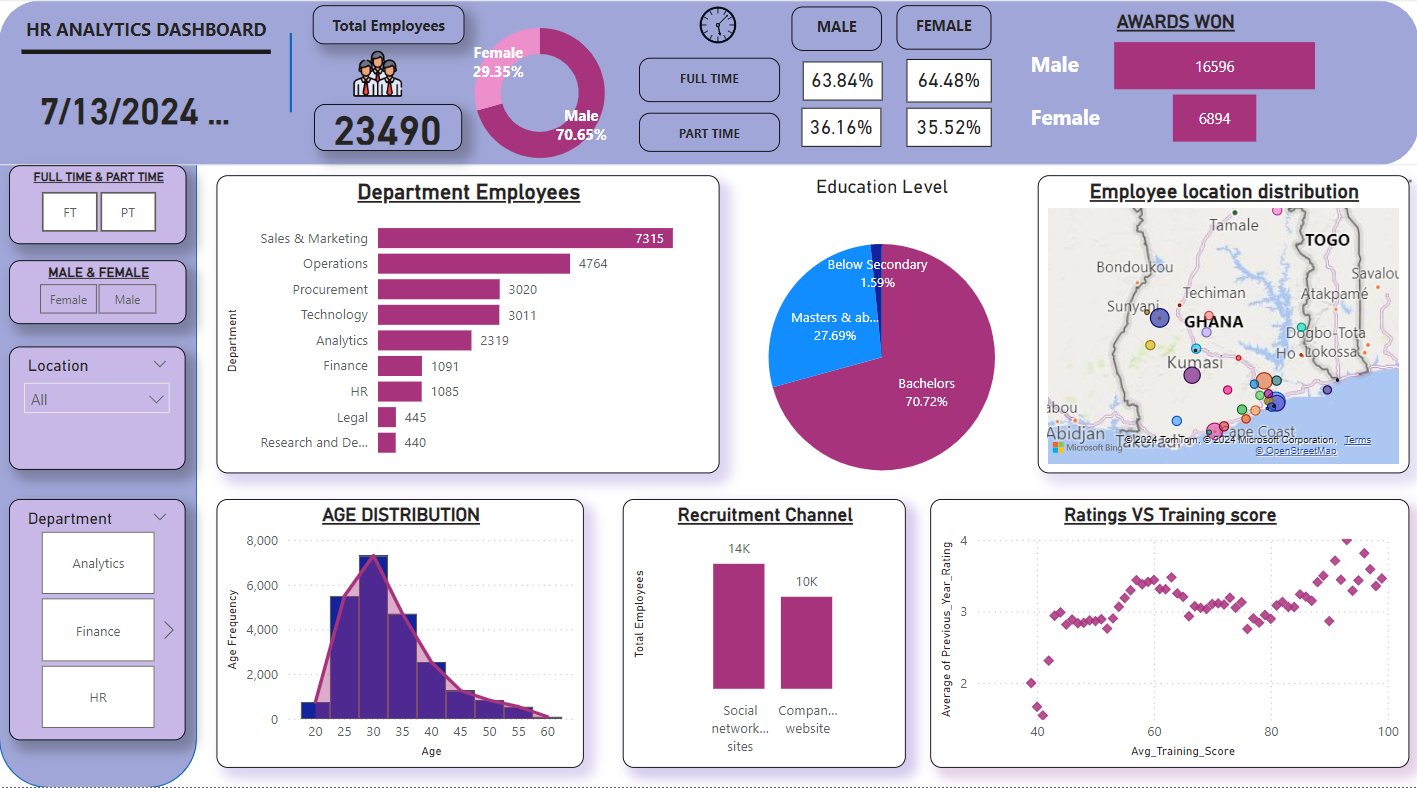 HR ANALYTICS DASHBOARD
7/13/2024 ...
Total Employees
23490
Female
29.35%
Male
70.65%
MALE
FEMALE
FULL TIME
63.84%
64.48%
PART TIME
36.16%
35.52%
AWARDS WON
Male
16596
Female
6894
FULL TIME & PART TIME
FT
PT
MALE & FEMALE
Female
Male
Location
All
Department
Analytics
Finance
HR
Department Employees
Department
Sales & Marketing
7315
Operations
4764
Procurement
3020
Technology
3011
Analytics
2319
Finance
1091
HR
1085
Legal
445
Research and De...
440
Education Level
Below Secondary
1.59%
Masters & ab...
27.69%
Bachelors
70.72%
Employee location distribution
Tamale
TOGO
Bondoukou
Savalou
Techiman
Atakpamé
Sunyani
GHANA
Dogbo-Tota
Kumasi
Ho
Lokossa
abou
Abidjan
Takoradi
Cape Coast
© 2024 TomTom, © 2024 Microsoft Corporation, Terms
Microsoft Bing
© OpenStreetMap
AGE DISTRIBUTION
Age Frequency
8,000
6,000
4,000
2,000
0
20 25 30 35 40 45 50 55 60
Age
Recruitment Channel
Total Employees
14K
10K
Social
network...
sites
Compan...
website
Ratings VS Training score
Average of Previous_Year_Rating
4
3
2
40 60 80 100
Avg_Training_Score